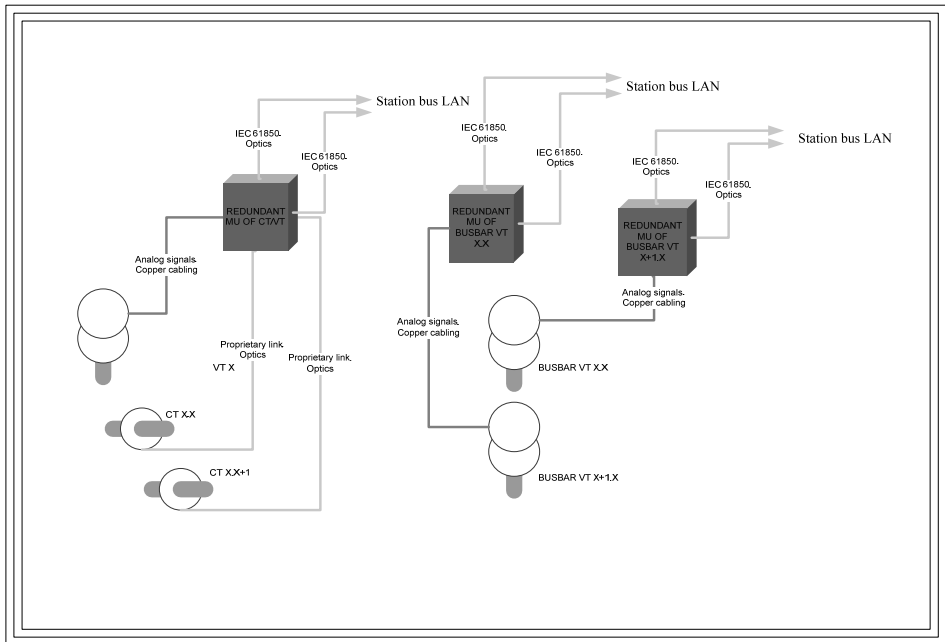 Station bus LAN
IEC 61850-
Optics
IEC 61850-
Optics
REDUNDANT
MU OF CT/VT
Analog signals-
Copper cabling
Proprietary link-
Optics
VT X
Proprietary link-
Optics
CT X-X
CT X.X+1
Station bus LAN
IEC 61850-
Optics
IEC 61850-
Optics
REDUNDANT
MU OF
BUSBAR VT
X.X
Analog signals-
Copper cabling
BUSBAR VT X.X
BUSBAR VT X+1.X
Station bus LAN
IEC 61850-
Optics
IEC 61850-
Optics
REDUNDANT
MU OF
BUSBAR VT
X+1.X
Analog signals-
Copper cabling